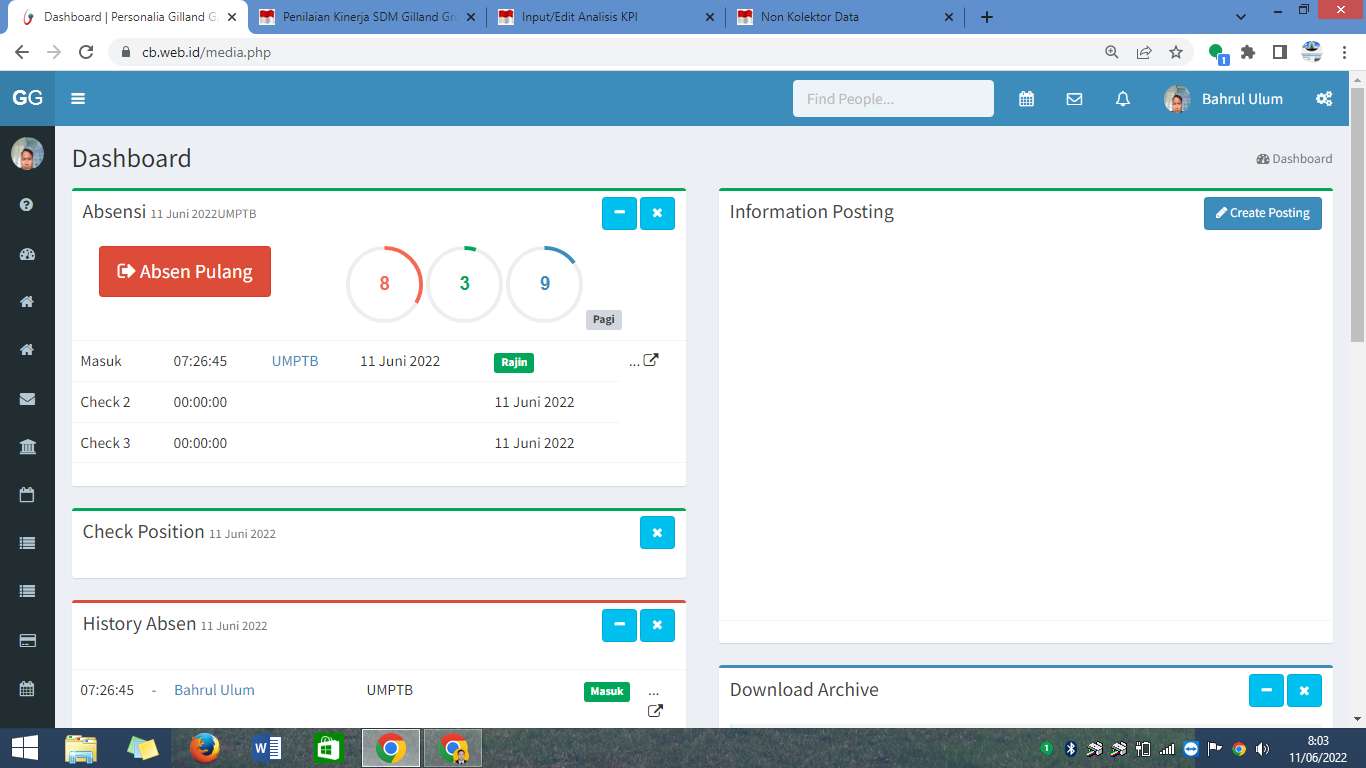 Dashboard | Personalia Gilland G
Penilaian Kinerja SDM Gilland Gr
Input/Edit Analisis KPI
Non Kolektor Data
cb.web.id/media.php
1
GG
Find People...
Bahrul Ulum
Dashboard
Dashboard
Absensi 11 Juni 2022UMPTB
Absen Pulang
8
3
9
Pagi
Masuk 07:26:45 UMPTB 11 Juni 2022 Rajin ...
Check 2 00:00:00 11 Juni 2022
Check 3 00:00:00 11 Juni 2022
Check Position 11 Juni 2022
History Absen 11 Juni 2022
07:26:45 - Bahrul Ulum UMPTB Masuk ...
Information Posting
Create Posting
Download Archive
8:03
11/06/2022